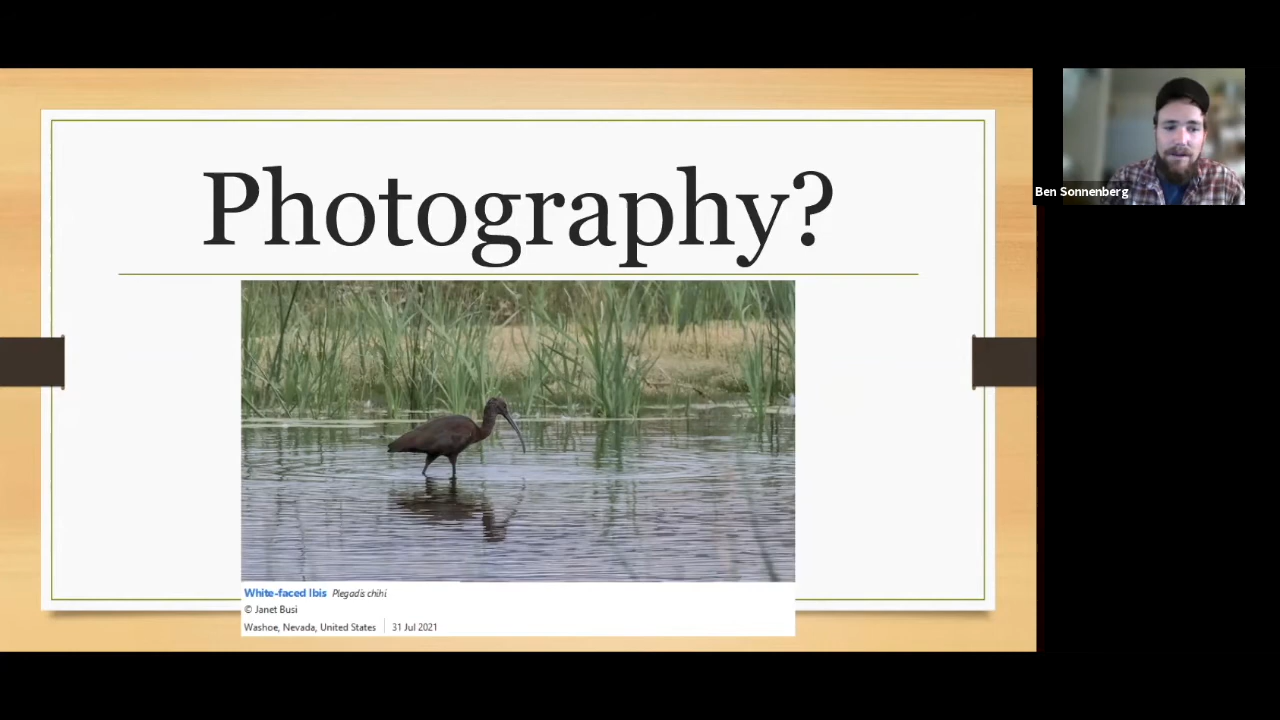 Photography?
Ben Sonnenberg
White-faced Ibis Plegadis chihi
© Janet Busi
Washoe, Nevada, United States 31 Jul 2021